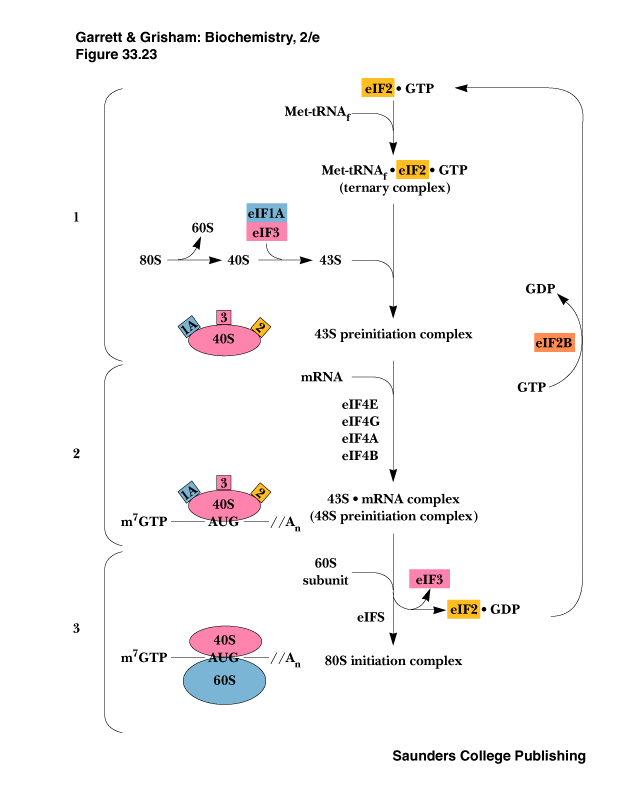 Garrett & Grisham: Biochemistry, 2/e
Figure 33.23
eIF2 • GTP
Met-tRNAf
Met-tRNAf • eIF2 • GTP
(ternary complex)
1
eIF1A
eIF3
60S
80S
40S
43S
GDP
1A
3
2
40S
43S preinitiation complex
eIF2B
GTP
mRNA
eIF4E
eIF4G
eIF4A
eIF4B
2
1A
3
2
40S
43S • mRNA complex
(48S preinitiation complex)
m⁷GTP
AUG
//An
60S
subunit
eIF3
eIF2 • GDP
eIFS
3
40S
m⁷GTP
AUG
//An
80S initiation complex
60S
Saunders College Publishing